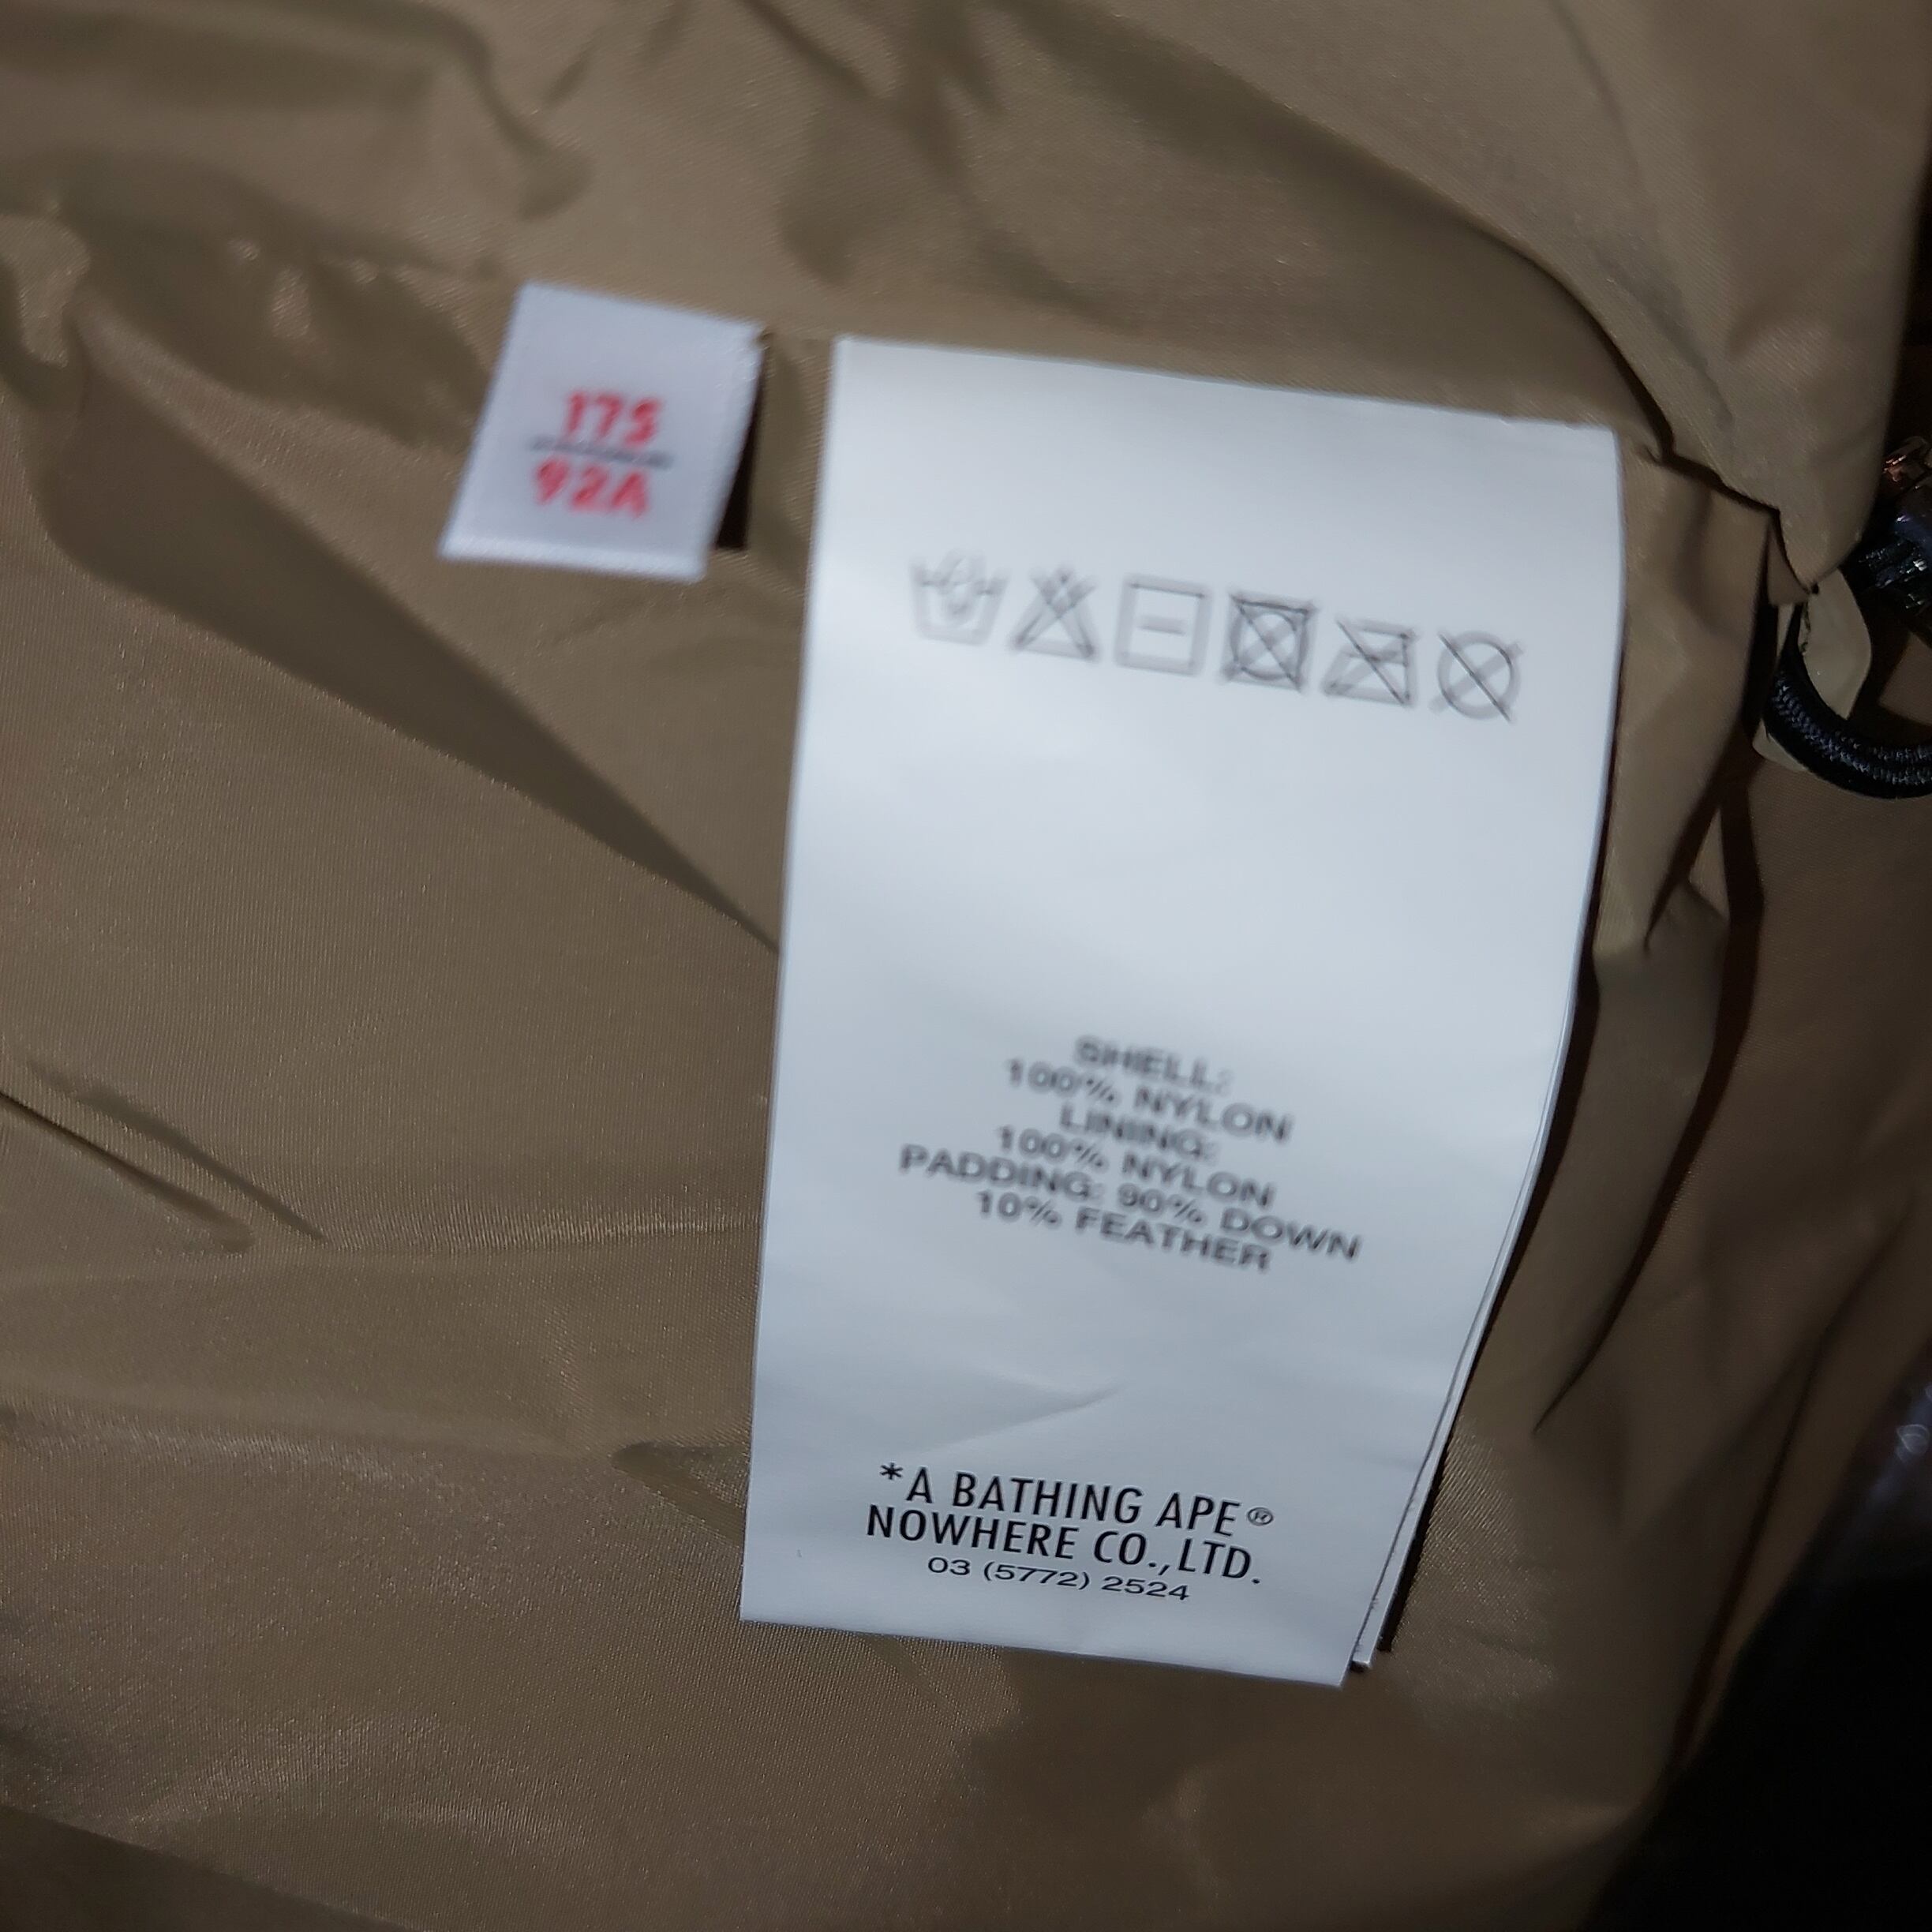 175
92A
SHELL:
100% NYLON
LINING:
100% NYLON
PADDING: 90% DOWN
10% FEATHER
*A BATHING APE®
NOWHERE CO.,LTD.
03 (5772) 2524